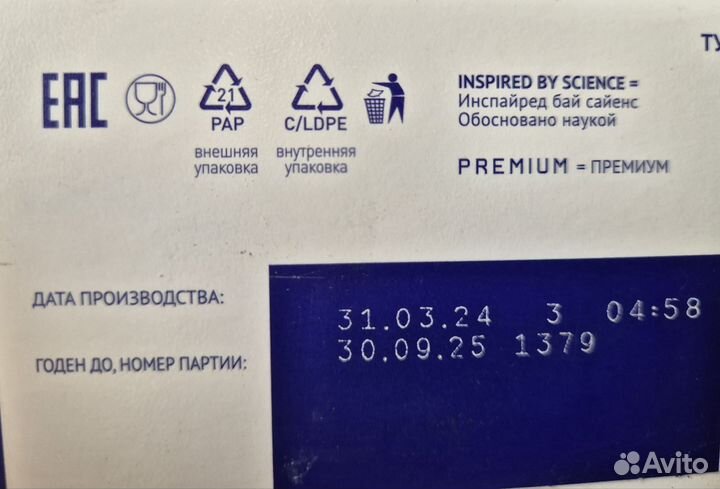 ТУ
EAC
INSPIRED BY SCIENCE =
Инспайред бай сайенс
Обосновано наукой
21
PAP
C/LDPE
внешняя
упаковка
внутренняя
упаковка
PREMIUM = ПРЕМИУМ
ДАТА ПРОИЗВОДСТВА:
31.03.24 3 04:58
ГОДЕН ДО, НОМЕР ПАРТИИ:
30.09.25 1379
Avito